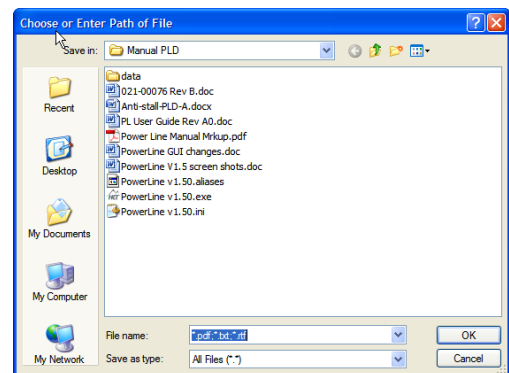 Choose or Enter Path of File
Save in: Manual PLD
data
021-00076 Rev B.doc
Anti-stall-PLD-A.docx
PL User Guide Rev A0.doc
Power Line Manual Mrkup.pdf
PowerLine GUI changes.doc
PowerLine V1.5 screen shots.doc
PowerLine v1.50.aliases
PowerLine v1.50.exe
PowerLine v1.50.ini
Recent
Desktop
My Documents
My Computer
My Network
File name: *.pdf;*.txt;*.rtf OK
Save as type: All Files (*.*) Cancel